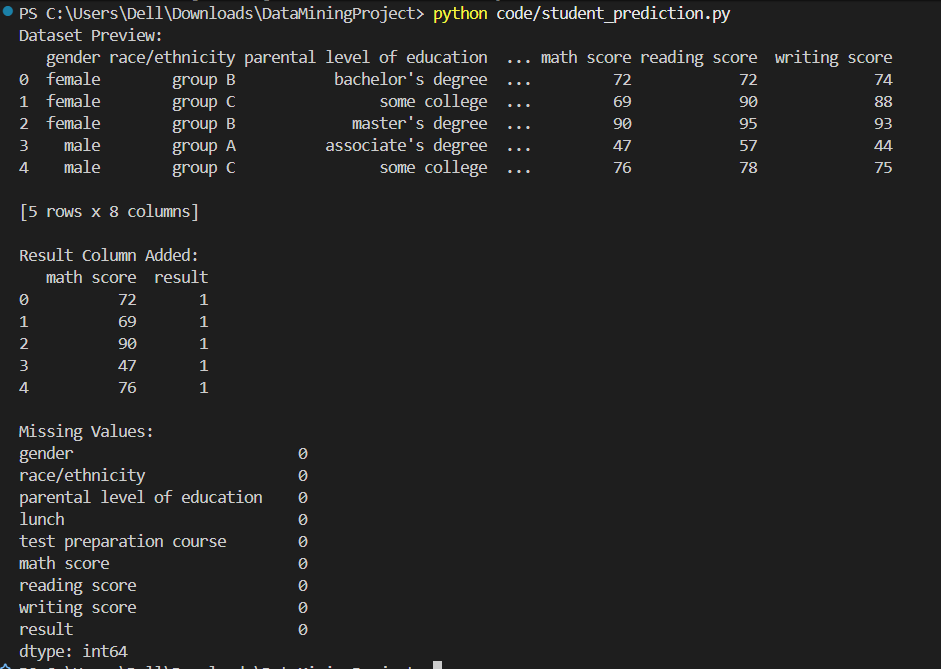 PS C:\Users\Dell\Downloads\DataMiningProject> python code/student_prediction.py
Dataset Preview:
   gender race/ethnicity parental level of education  ... math score reading score  writing score
0  female        group B           bachelor's degree  ...         72            72             74
1  female        group C                some college  ...         69            90             88
2  female        group B             master's degree  ...         90            95             93
3    male        group A          associate's degree  ...         47            57             44
4    male        group C                some college  ...         76            78             75
[5 rows x 8 columns]
Result Column Added:
   math score  result
0          72       1
1          69       1
2          90       1
3          47       1
4          76       1
Missing Values:
gender                         0
race/ethnicity                 0
parental level of education    0
lunch                          0
test preparation course        0
math score                     0
reading score                  0
writing score                  0
result                         0
dtype: int64